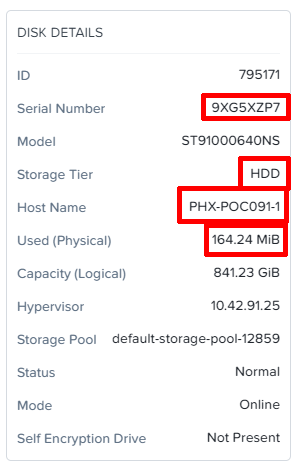 DISK DETAILS
ID 795171
Serial Number 9XG5XZP7
Model ST91000640NS
Storage Tier HDD
Host Name PHX-POC091-1
Used (Physical) 164.24 MiB
Capacity (Logical) 841.23 GiB
Hypervisor 10.42.91.25
Storage Pool default-storage-pool-12859
Status Normal
Mode Online
Self Encryption Drive Not Present